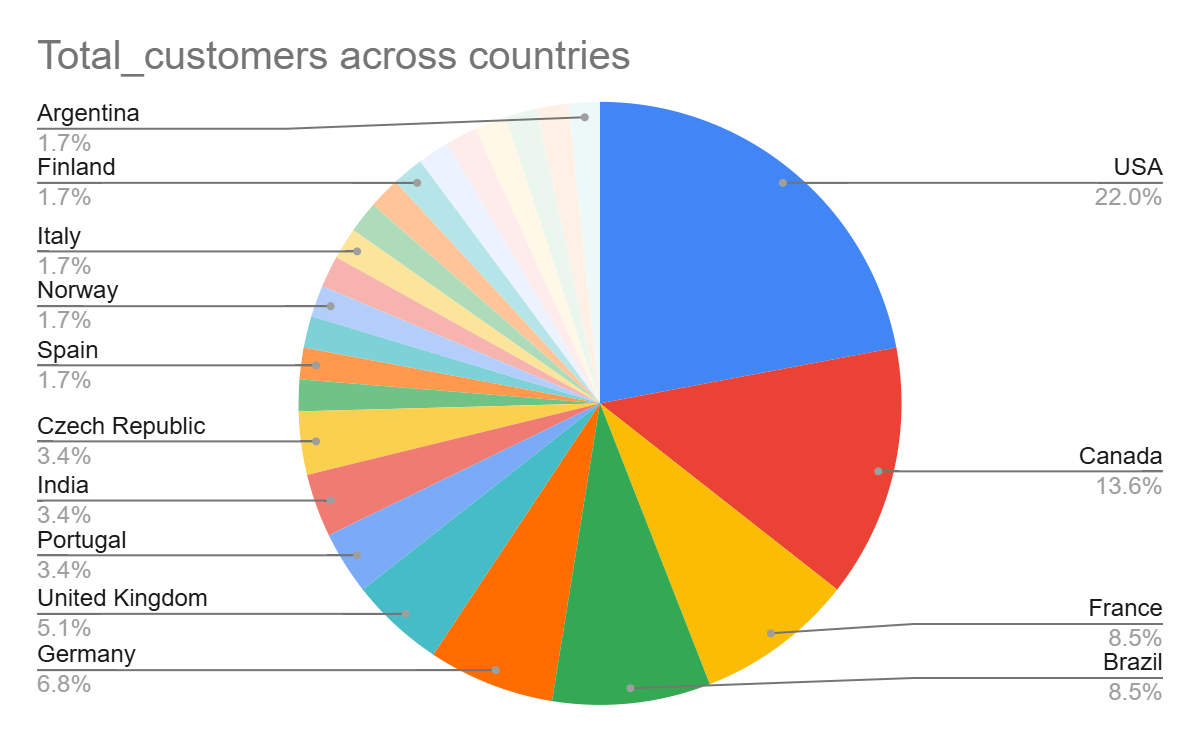 Total_customers across countries
Argentina
1.7%
Finland
1.7%
Italy
1.7%
Norway
1.7%
Spain
1.7%
Czech Republic
3.4%
India
3.4%
Portugal
3.4%
United Kingdom
5.1%
Germany
6.8%
USA
22.0%
Canada
13.6%
France
8.5%
Brazil
8.5%